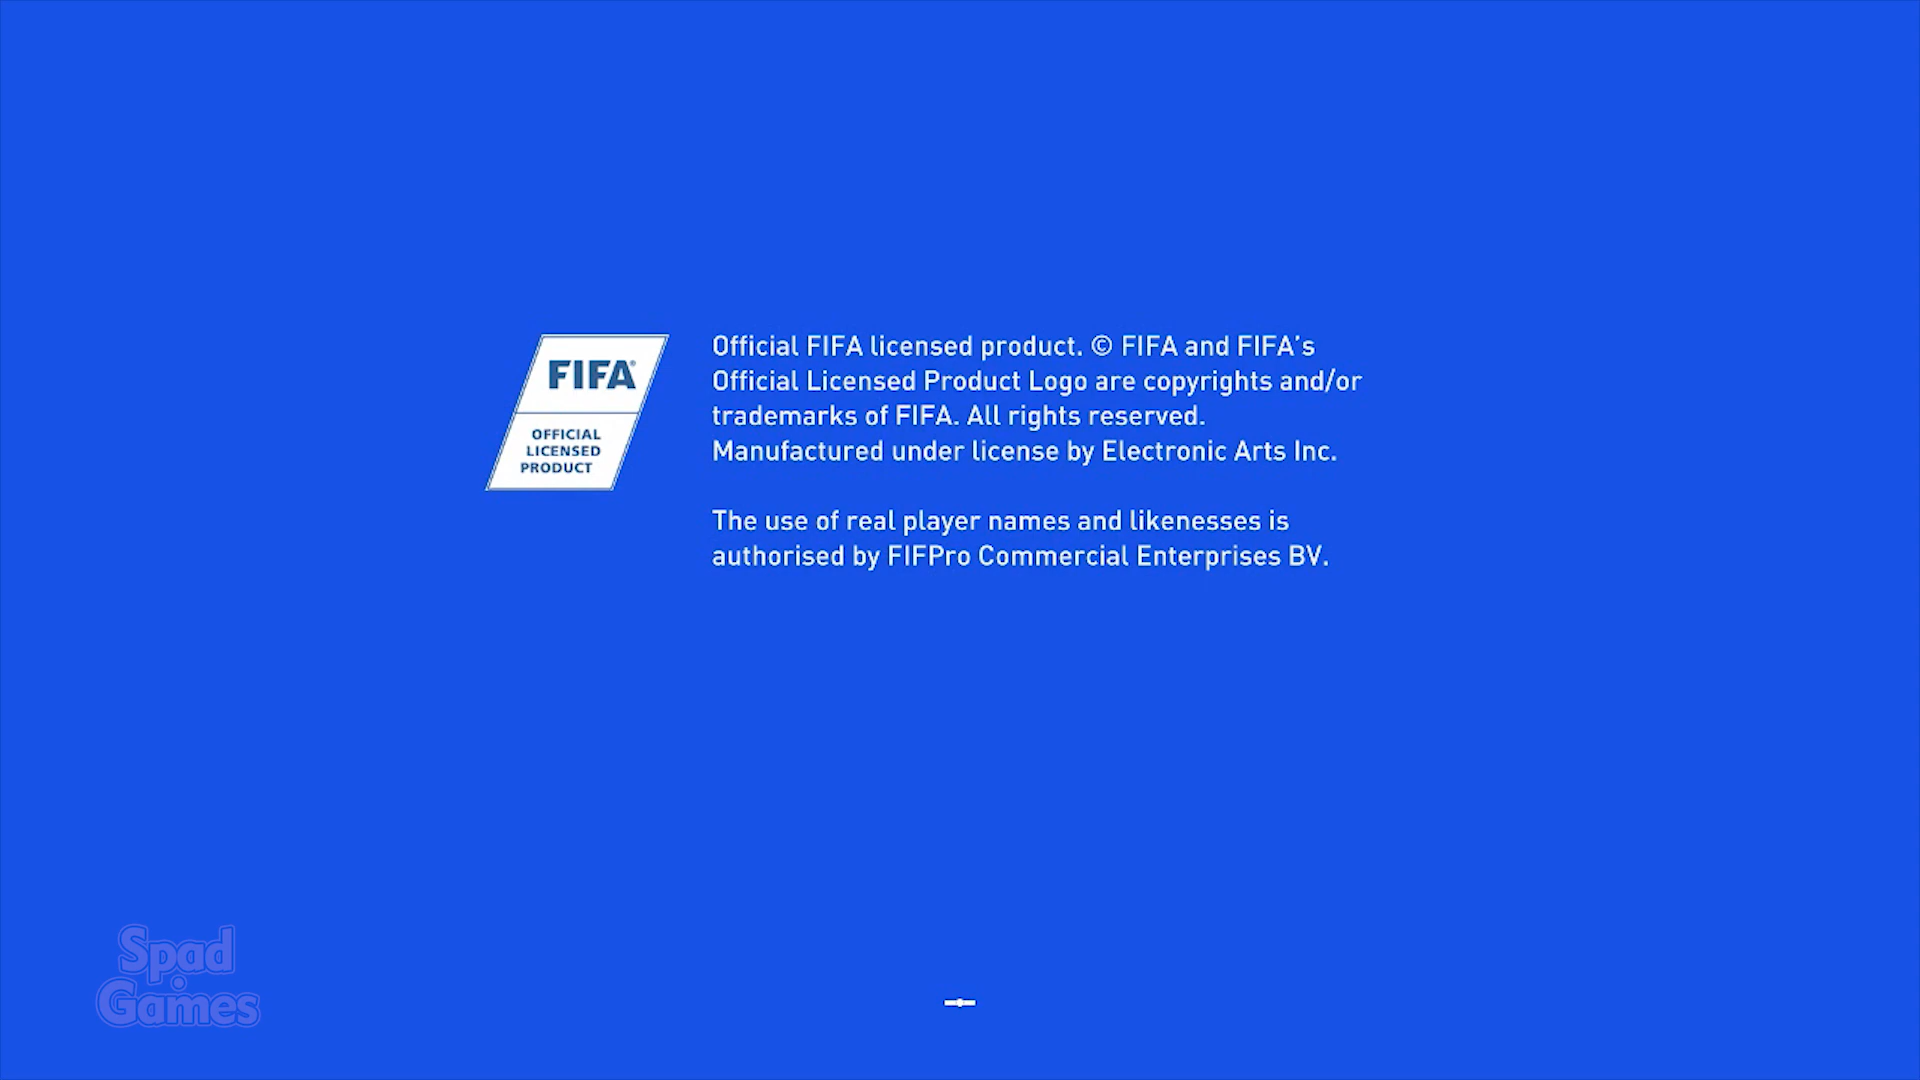 FIFA®
OFFICIAL
LICENSED
PRODUCT
Official FIFA licensed product. © FIFA and FIFA's
Official Licensed Product Logo are copyrights and/or
trademarks of FIFA. All rights reserved.
Manufactured under license by Electronic Arts Inc.
The use of real player names and likenesses is
authorised by FIFPro Commercial Enterprises BV.
Spad
Games